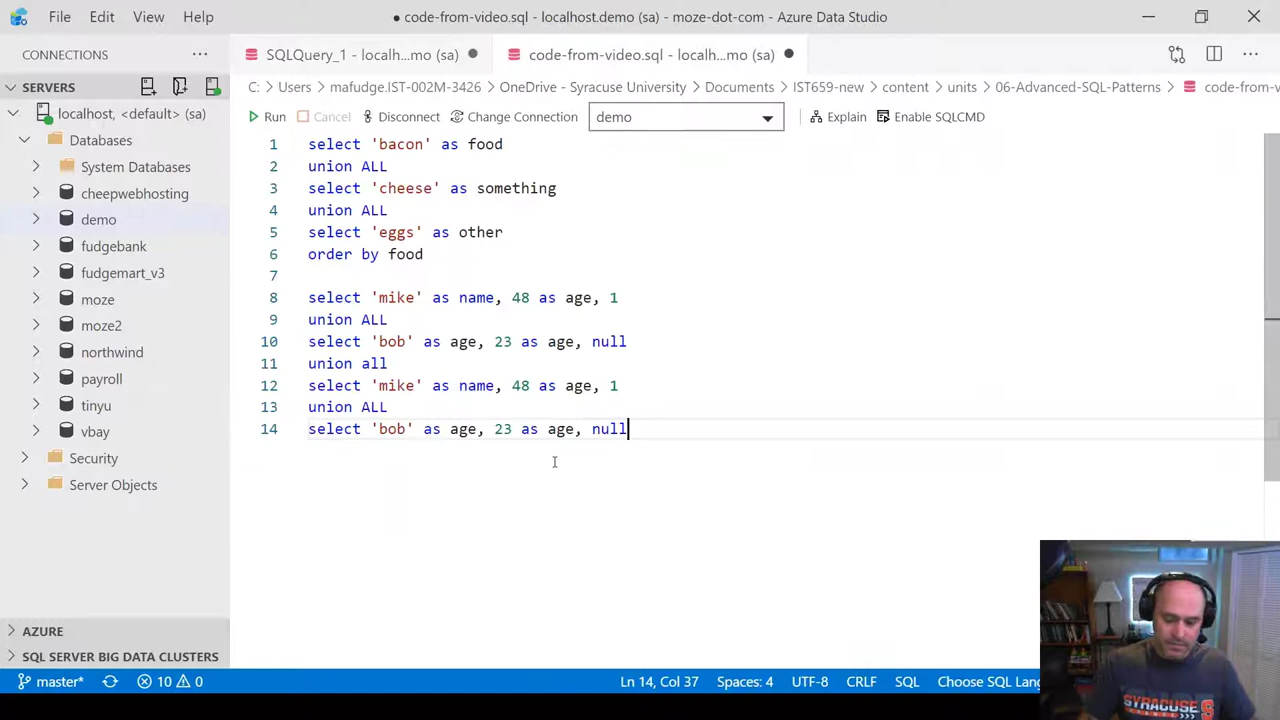 File Edit View Help
● code-from-video.sql - localhost.demo (sa) - moze-dot-com - Azure Data Studio
CONNECTIONS ···
SQLQuery_1 - localh...mo (sa) ●
code-from-video.sql - localh...mo (sa) ●
SERVERS
C: > Users > mafudge.IST-002M-3426 > OneDrive - Syracuse University > Documents > IST659-new > content > units > 06-Advanced-SQL-Patterns > code-from-v
localhost, <default> (sa)
Run Cancel Disconnect Change Connection demo Explain Enable SQLCMD
Databases
System Databases
cheepwebhosting
demo
fudgebank
fudgemart_v3
moze
moze2
northwind
payroll
tinyu
vbay
Security
Server Objects
1 select 'bacon' as food
2 union ALL
3 select 'cheese' as something
4 union ALL
5 select 'eggs' as other
6 order by food
7
8 select 'mike' as name, 48 as age, 1
9 union ALL
10 select 'bob' as age, 23 as age, null
11 union all
12 select 'mike' as name, 48 as age, 1
13 union ALL
14 select 'bob' as age, 23 as age, null
AZURE
SQL SERVER BIG DATA CLUSTERS
master* 10 0
Ln 14, Col 37 Spaces: 4 UTF-8 CRLF SQL Choose SQL Lang
SYRACUSE